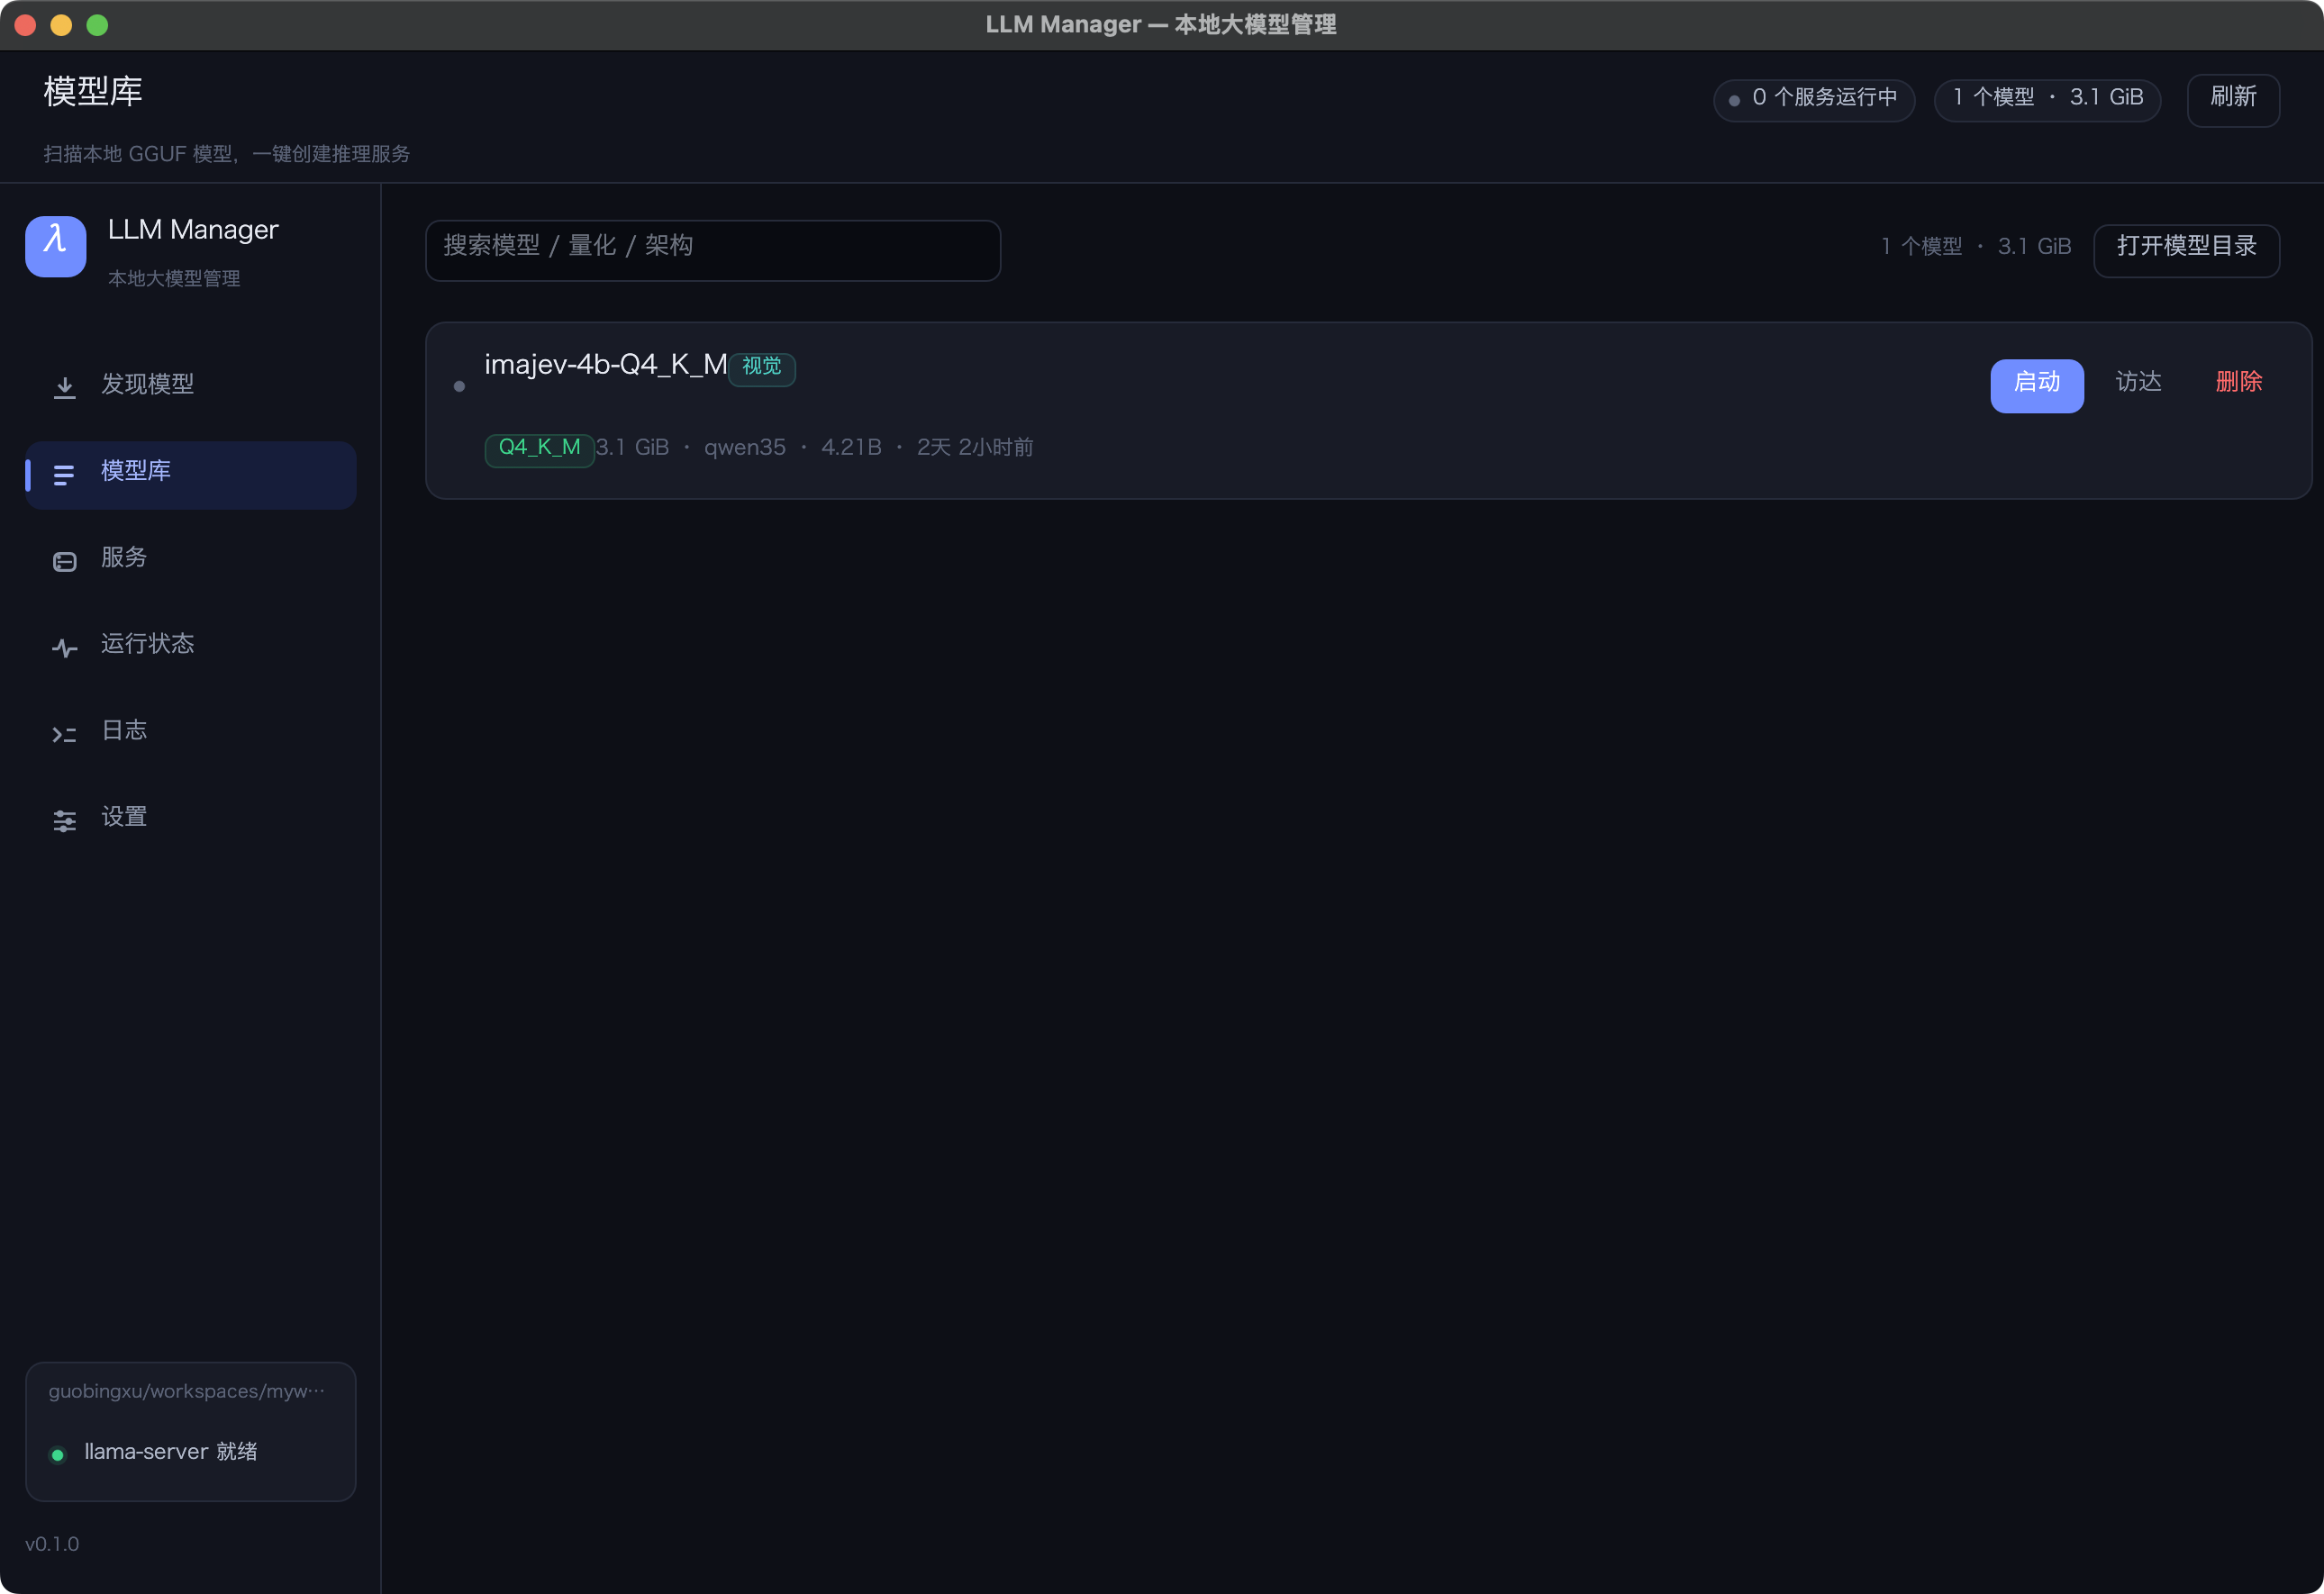 LLM Manager — 本地大模型管理
模型库
0 个服务运行中
1 个模型 · 3.1 GiB
刷新
扫描本地 GGUF 模型，一键创建推理服务
λ
LLM Manager
本地大模型管理
发现模型
模型库
服务
运行状态
日志
设置
guobingxu/workspaces/myw…
llama-server 就绪
v0.1.0
搜索模型 / 量化 / 架构
1 个模型 · 3.1 GiB
打开模型目录
imajev-4b-Q4_K_M 视觉
启动
访达
删除
Q4_K_M 3.1 GiB · qwen35 · 4.21B · 2天 2小时前